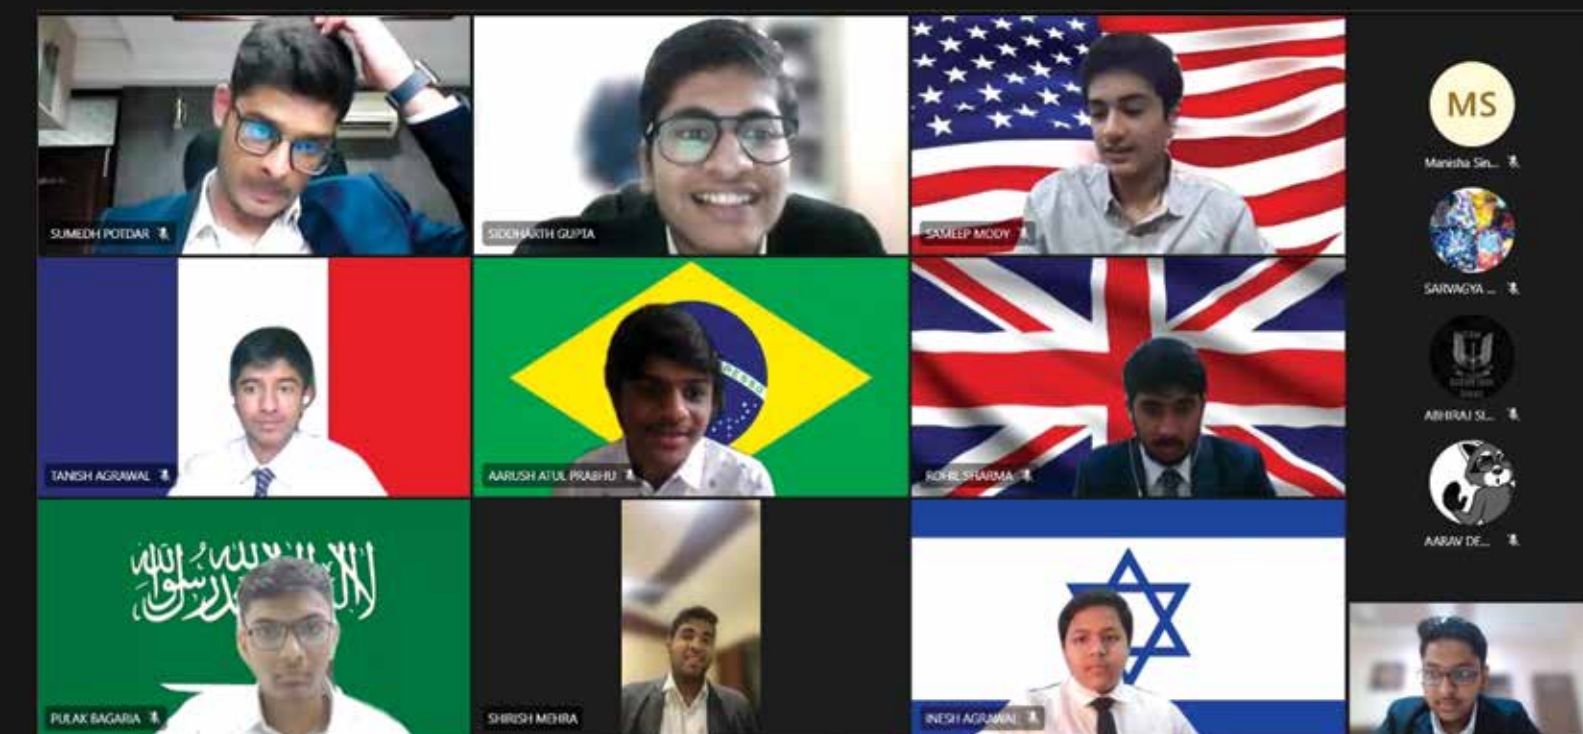 SUMEDH POTDAR
SIDDHARTH GUPTA
SAMEEP MODY
MS
Manisha Sin...
SARVAGYA ...
ABHIRAJ SI...
AARAV DE...
TANISH AGRAWAL
AARUSH ATUL PRABHU
ROHIL SHARMA
PULAK BAGARIA
SHIRISH MEHRA
INESH AGRAWAL